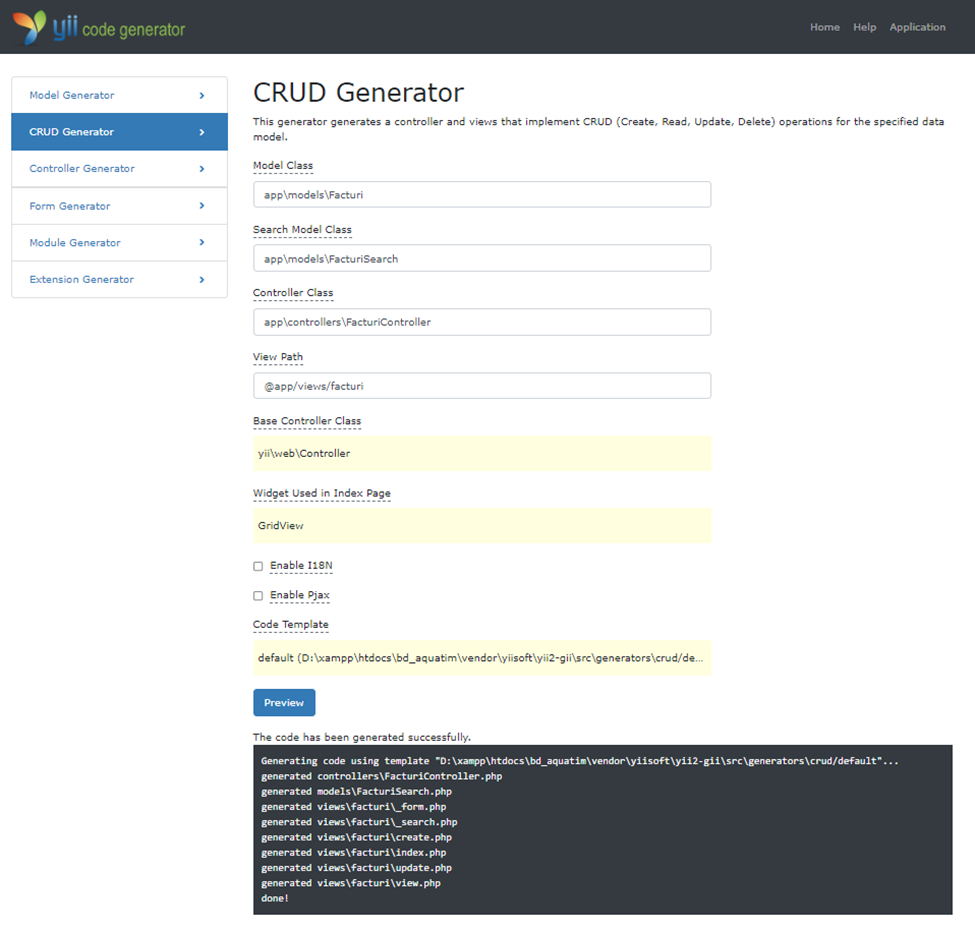 yii code generator
Home Help Application
Model Generator
CRUD Generator
Controller Generator
Form Generator
Module Generator
Extension Generator
CRUD Generator
This generator generates a controller and views that implement CRUD (Create, Read, Update, Delete) operations for the specified data
model.
Model Class
app\models\Facturi
Search Model Class
app\models\FacturiSearch
Controller Class
app\controllers\FacturiController
View Path
@app/views/facturi
Base Controller Class
yii\web\Controller
Widget Used in Index Page
GridView
Enable I18N
Enable Pjax
Code Template
default (D:\xampp\htdocs\bd_aquatim\vendor\yiisoft\yii2-gii\src\generators\crud/de...
Preview
The code has been generated successfully.
Generating code using template "D:\xampp\htdocs\bd_aquatim\vendor\yiisoft\yii2-gii\src\generators\crud/default"...
generated controllers\FacturiController.php
generated models\FacturiSearch.php
generated views\facturi\_form.php
generated views\facturi\_search.php
generated views\facturi\create.php
generated views\facturi\index.php
generated views\facturi\update.php
generated views\facturi\view.php
done!